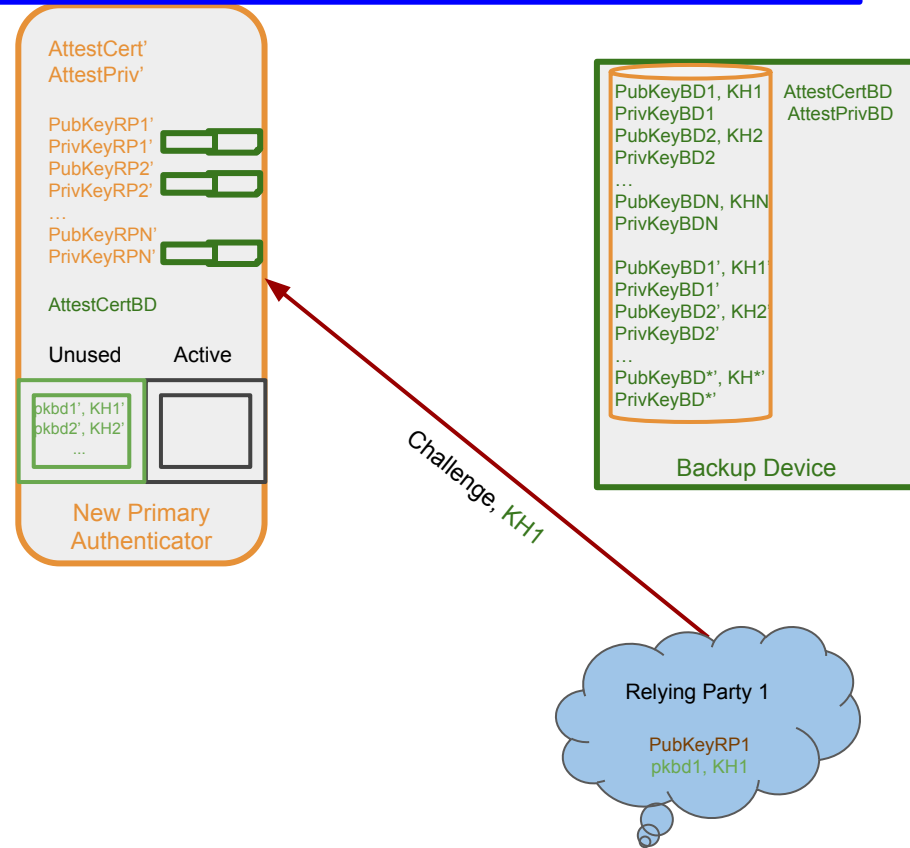 AttestCert’
AttestPriv’
PubKeyRP1’
PrivKeyRP1’
PubKeyRP2’
PrivKeyRP2’
…
PubKeyRPN’
PrivKeyRPN’
AttestCertBD
Unused Active
pkbd1’, KH1’
pkbd2’, KH2’
...
New Primary
Authenticator
PubKeyBD1, KH1
PrivKeyBD1
PubKeyBD2, KH2
PrivKeyBD2
…
PubKeyBDN, KHN
PrivKeyBDN
PubKeyBD1’, KH1’
PrivKeyBD1’
PubKeyBD2’, KH2’
PrivKeyBD2’
…
PubKeyBD*’, KH*’
PrivKeyBD*’
AttestCertBD
AttestPrivBD
Backup Device
Challenge, KH1
Relying Party 1
PubKeyRP1
pkbd1, KH1